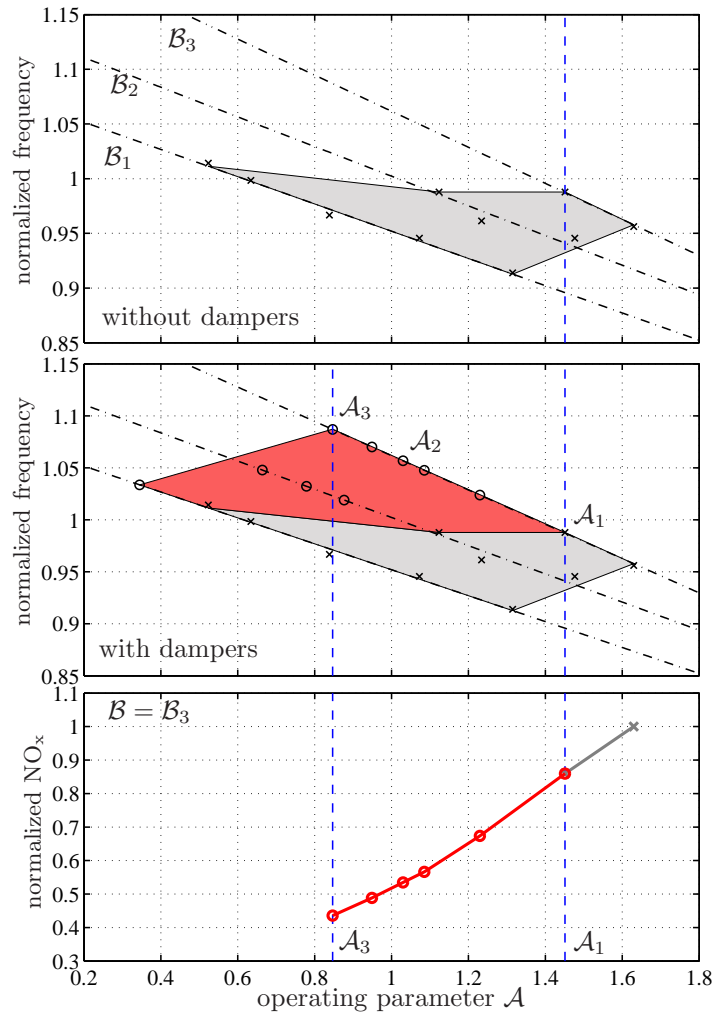 1.15
ℬ₃
1.1
ℬ₂
1.05
ℬ₁
1
0.95
0.9
0.85
normalized frequency
without dampers
1.15
𝒜₃
1.1
𝒜₂
1.05
1
𝒜₁
0.95
0.9
0.85
normalized frequency
with dampers
1.1
ℬ = ℬ₃
1
0.9
0.8
0.7
0.6
0.5
0.4
0.3
normalized NOₓ
𝒜₃
𝒜₁
0.2 0.4 0.6 0.8 1 1.2 1.4 1.6 1.8
operating parameter 𝒜